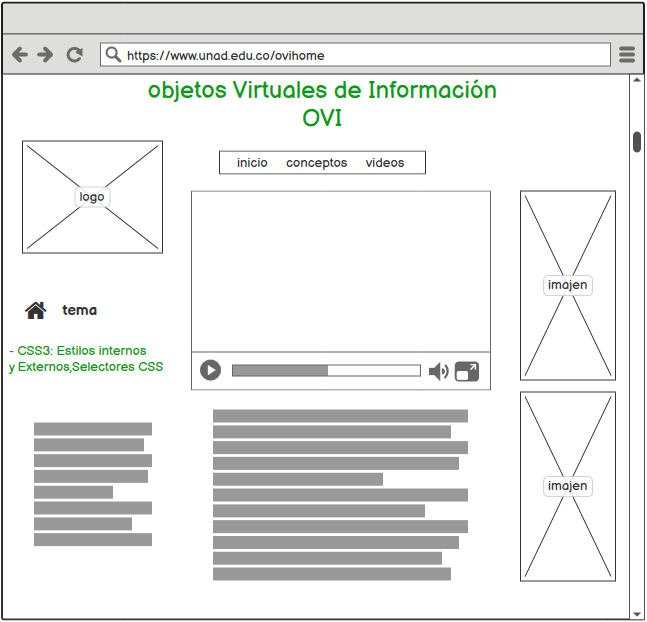 https://www.unad.edu.co/ovihome
objetos Virtuales de Información
OVI
inicio conceptos videos
logo
imajen
tema
- CSS3: Estilos internos
y Externos,Selectores CSS
imajen